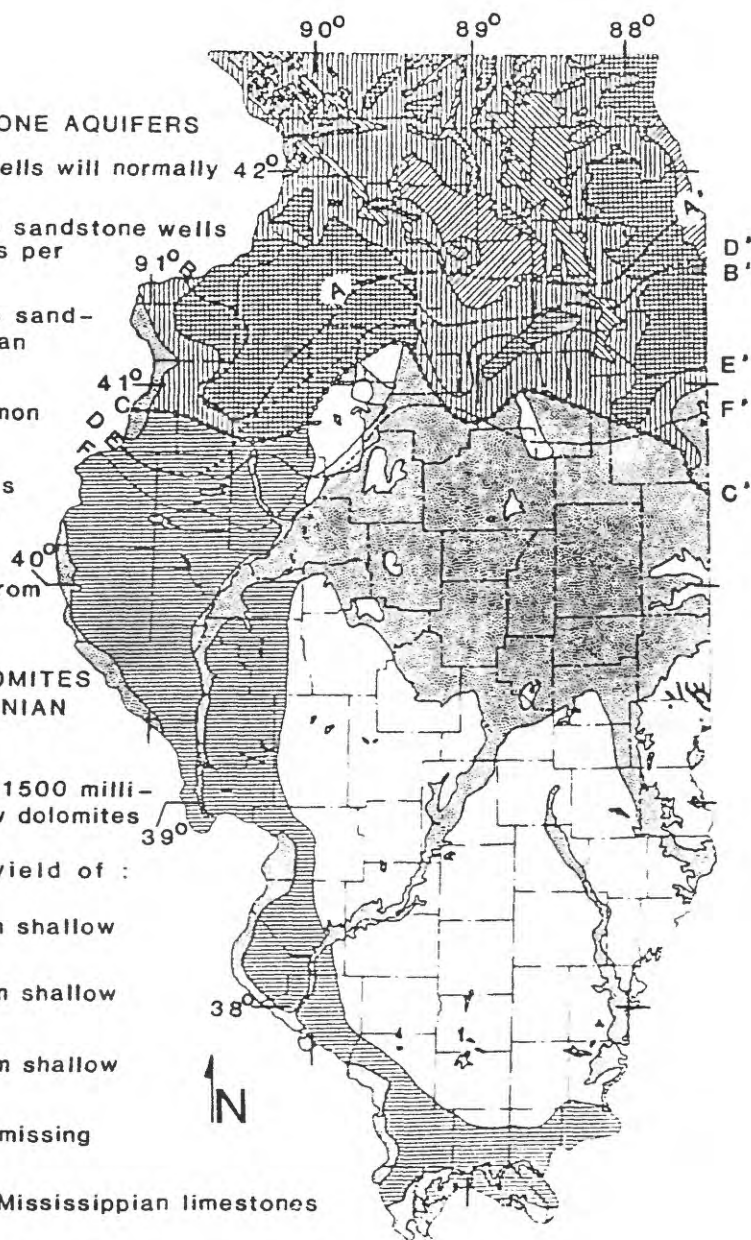 90° 89° 88°
ONE AQUIFERS
ells will normally
42°
sandstone wells
s per
91°
B
A
A'
D'
B'
sand-
an
41°
C
E'
non
D
E
F
F'
s
C'
40°
rom
OMITES
NIAN
1500 milli-
w dolomites
39°
yield of :
n shallow
n shallow
38°
m shallow
N
missing
Mississippian limestones